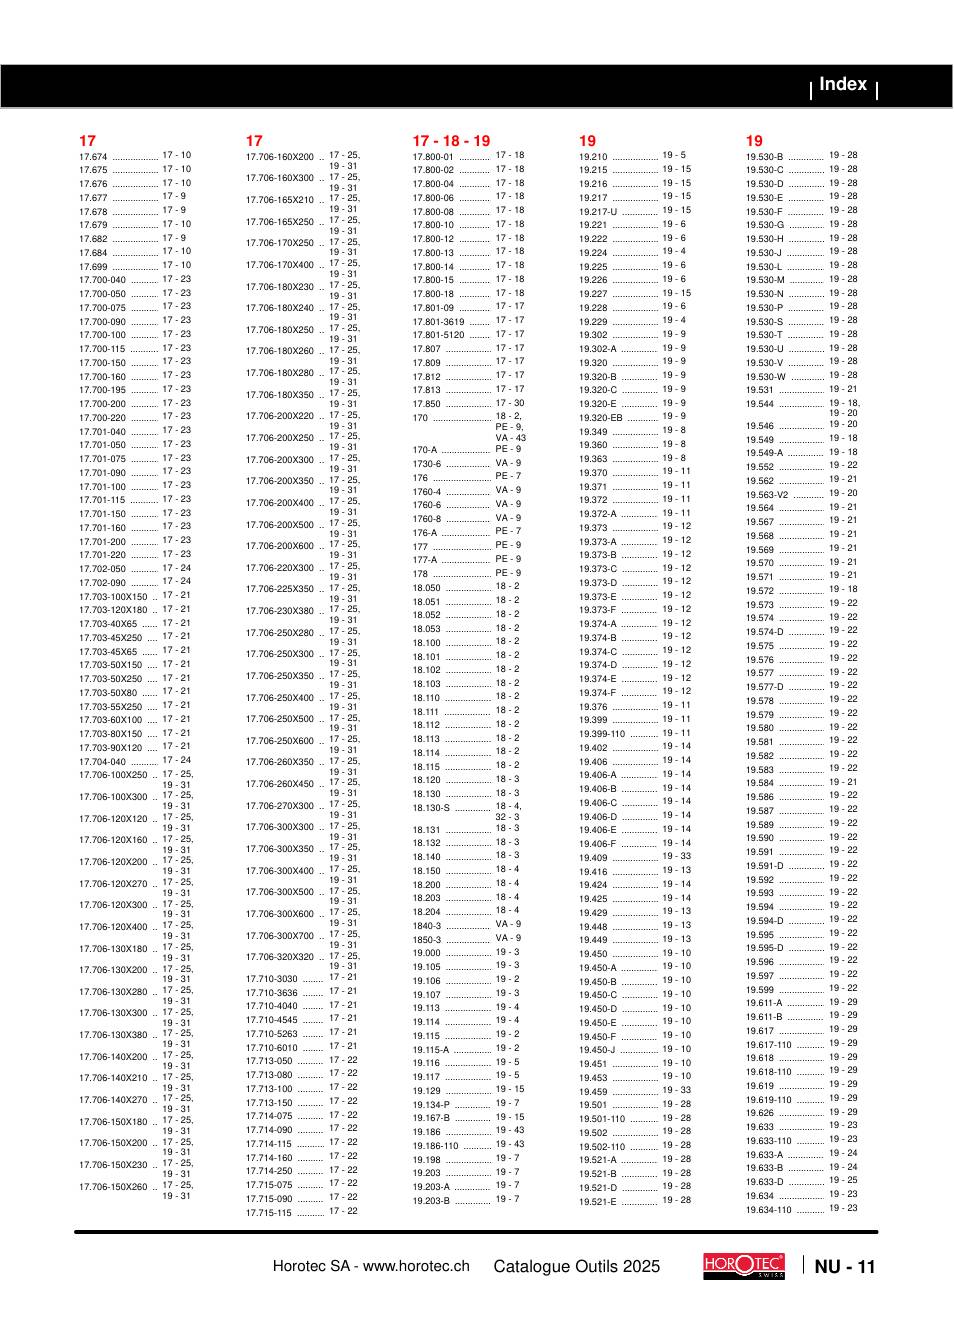 Index
17
17.674 .................. 17 - 10
17.675 .................. 17 - 10
17.676 .................. 17 - 10
17.677 .................. 17 - 9
17.678 .................. 17 - 9
17.679 .................. 17 - 10
17.682 .................. 17 - 9
17.684 .................. 17 - 10
17.699 .................. 17 - 10
17.700-040 ........... 17 - 23
17.700-050 ........... 17 - 23
17.700-075 ........... 17 - 23
17.700-090 ........... 17 - 23
17.700-100 ........... 17 - 23
17.700-115 ........... 17 - 23
17.700-150 ........... 17 - 23
17.700-160 ........... 17 - 23
17.700-195 ........... 17 - 23
17.700-200 ........... 17 - 23
17.700-220 ........... 17 - 23
17.701-040 ........... 17 - 23
17.701-050 ........... 17 - 23
17.701-075 ........... 17 - 23
17.701-090 ........... 17 - 23
17.701-100 ........... 17 - 23
17.701-115 ........... 17 - 23
17.701-150 ........... 17 - 23
17.701-160 ........... 17 - 23
17.701-200 ........... 17 - 23
17.701-220 ........... 17 - 23
17.702-050 ........... 17 - 24
17.702-090 ........... 17 - 24
17.703-100X150 .. 17 - 21
17.703-120X180 .. 17 - 21
17.703-40X65 ...... 17 - 21
17.703-45X250 .... 17 - 21
17.703-45X65 ...... 17 - 21
17.703-50X150 .... 17 - 21
17.703-50X250 .... 17 - 21
17.703-50X80 ...... 17 - 21
17.703-55X250 .... 17 - 21
17.703-60X100 .... 17 - 21
17.703-80X150 .... 17 - 21
17.703-90X120 .... 17 - 21
17.704-040 ........... 17 - 24
17.706-100X250 .. 17 - 25,
19 - 31
17.706-100X300 .. 17 - 25,
19 - 31
17.706-120X120 .. 17 - 25,
19 - 31
17.706-120X160 .. 17 - 25,
19 - 31
17.706-120X200 .. 17 - 25,
19 - 31
17.706-120X270 .. 17 - 25,
19 - 31
17.706-120X300 .. 17 - 25,
19 - 31
17.706-120X400 .. 17 - 25,
19 - 31
17.706-130X180 .. 17 - 25,
19 - 31
17.706-130X200 .. 17 - 25,
19 - 31
17.706-130X280 .. 17 - 25,
19 - 31
17.706-130X300 .. 17 - 25,
19 - 31
17.706-130X380 .. 17 - 25,
19 - 31
17.706-140X200 .. 17 - 25,
19 - 31
17.706-140X210 .. 17 - 25,
19 - 31
17.706-140X270 .. 17 - 25,
19 - 31
17.706-150X180 .. 17 - 25,
19 - 31
17.706-150X200 .. 17 - 25,
19 - 31
17.706-150X230 .. 17 - 25,
19 - 31
17.706-150X260 .. 17 - 25,
19 - 31
17
17.706-160X200 .. 17 - 25,
19 - 31
17.706-160X300 .. 17 - 25,
19 - 31
17.706-165X210 .. 17 - 25,
19 - 31
17.706-165X250 .. 17 - 25,
19 - 31
17.706-170X250 .. 17 - 25,
19 - 31
17.706-170X400 .. 17 - 25,
19 - 31
17.706-180X230 .. 17 - 25,
19 - 31
17.706-180X240 .. 17 - 25,
19 - 31
17.706-180X250 .. 17 - 25,
19 - 31
17.706-180X260 .. 17 - 25,
19 - 31
17.706-180X280 .. 17 - 25,
19 - 31
17.706-180X350 .. 17 - 25,
19 - 31
17.706-200X220 .. 17 - 25,
19 - 31
17.706-200X250 .. 17 - 25,
19 - 31
17.706-200X300 .. 17 - 25,
19 - 31
17.706-200X350 .. 17 - 25,
19 - 31
17.706-200X400 .. 17 - 25,
19 - 31
17.706-200X500 .. 17 - 25,
19 - 31
17.706-200X600 .. 17 - 25,
19 - 31
17.706-220X300 .. 17 - 25,
19 - 31
17.706-225X350 .. 17 - 25,
19 - 31
17.706-230X380 .. 17 - 25,
19 - 31
17.706-250X280 .. 17 - 25,
19 - 31
17.706-250X300 .. 17 - 25,
19 - 31
17.706-250X350 .. 17 - 25,
19 - 31
17.706-250X400 .. 17 - 25,
19 - 31
17.706-250X500 .. 17 - 25,
19 - 31
17.706-250X600 .. 17 - 25,
19 - 31
17.706-260X350 .. 17 - 25,
19 - 31
17.706-260X450 .. 17 - 25,
19 - 31
17.706-270X300 .. 17 - 25,
19 - 31
17.706-300X300 .. 17 - 25,
19 - 31
17.706-300X350 .. 17 - 25,
19 - 31
17.706-300X400 .. 17 - 25,
19 - 31
17.706-300X500 .. 17 - 25,
19 - 31
17.706-300X600 .. 17 - 25,
19 - 31
17.706-300X700 .. 17 - 25,
19 - 31
17.706-320X320 .. 17 - 25,
19 - 31
17.710-3030 ........ 17 - 21
17.710-3636 ........ 17 - 21
17.710-4040 ........ 17 - 21
17.710-4545 ........ 17 - 21
17.710-5263 ........ 17 - 21
17.710-6010 ........ 17 - 21
17.713-050 ........... 17 - 22
17.713-080 ........... 17 - 22
17.713-100 ........... 17 - 22
17.713-150 ........... 17 - 22
17.714-075 ........... 17 - 22
17.714-090 ........... 17 - 22
17.714-115 ........... 17 - 22
17.714-160 ........... 17 - 22
17.714-250 ........... 17 - 22
17.715-075 ........... 17 - 22
17.715-090 ........... 17 - 22
17.715-115 ........... 17 - 22
17 - 18 - 19
17.800-01 ............ 17 - 18
17.800-02 ............ 17 - 18
17.800-04 ............ 17 - 18
17.800-06 ............ 17 - 18
17.800-08 ............ 17 - 18
17.800-10 ............ 17 - 18
17.800-12 ............ 17 - 18
17.800-13 ............ 17 - 18
17.800-14 ............ 17 - 18
17.800-15 ............ 17 - 18
17.800-18 ............ 17 - 18
17.801-09 ............ 17 - 17
17.801-3619 ........ 17 - 17
17.801-5120 ........ 17 - 17
17.807 .................. 17 - 17
17.809 .................. 17 - 17
17.812 .................. 17 - 17
17.813 .................. 17 - 17
17.850 .................. 17 - 30
170 ....................... 18 - 2,
PE - 9,
VA - 43
170-A ................... PE - 9
1730-6 .................. VA - 9
176 ....................... PE - 7
1760-4 .................. VA - 9
1760-6 .................. VA - 9
1760-8 .................. VA - 9
176-A ................... PE - 7
177 ....................... PE - 9
177-A ................... PE - 9
178 ....................... PE - 9
18.050 .................. 18 - 2
18.051 .................. 18 - 2
18.052 .................. 18 - 2
18.053 .................. 18 - 2
18.100 .................. 18 - 2
18.101 .................. 18 - 2
18.102 .................. 18 - 2
18.103 .................. 18 - 2
18.110 .................. 18 - 2
18.111 .................. 18 - 2
18.112 .................. 18 - 2
18.113 .................. 18 - 2
18.114 .................. 18 - 2
18.115 .................. 18 - 2
18.120 .................. 18 - 3
18.130 .................. 18 - 3
18.130-S .............. 18 - 4,
32 - 3
18.131 .................. 18 - 3
18.132 .................. 18 - 3
18.140 .................. 18 - 3
18.150 .................. 18 - 4
18.200 .................. 18 - 4
18.203 .................. 18 - 4
18.204 .................. 18 - 4
1840-3 .................. VA - 9
1850-3 .................. VA - 9
19.000 .................. 19 - 3
19.105 .................. 19 - 3
19.106 .................. 19 - 2
19.107 .................. 19 - 3
19.113 .................. 19 - 4
19.114 .................. 19 - 4
19.115 .................. 19 - 2
19.115-A .............. 19 - 2
19.116 .................. 19 - 5
19.117 .................. 19 - 5
19.129 .................. 19 - 15
19.134-P .............. 19 - 7
19.167-B .............. 19 - 15
19.186 .................. 19 - 43
19.186-110 ........... 19 - 43
19.198 .................. 19 - 7
19.203 .................. 19 - 7
19.203-A .............. 19 - 7
19.203-B .............. 19 - 7
19
19.210 .................. 19 - 5
19.215 .................. 19 - 15
19.216 .................. 19 - 15
19.217 .................. 19 - 15
19.217-U .............. 19 - 15
19.221 .................. 19 - 6
19.222 .................. 19 - 6
19.224 .................. 19 - 4
19.225 .................. 19 - 6
19.226 .................. 19 - 6
19.227 .................. 19 - 15
19.228 .................. 19 - 6
19.229 .................. 19 - 4
19.302 .................. 19 - 9
19.302-A .............. 19 - 9
19.320 .................. 19 - 9
19.320-B .............. 19 - 9
19.320-C .............. 19 - 9
19.320-E .............. 19 - 9
19.320-EB ............ 19 - 9
19.349 .................. 19 - 8
19.360 .................. 19 - 8
19.363 .................. 19 - 8
19.370 .................. 19 - 11
19.371 .................. 19 - 11
19.372 .................. 19 - 11
19.372-A .............. 19 - 11
19.373 .................. 19 - 12
19.373-A .............. 19 - 12
19.373-B .............. 19 - 12
19.373-C .............. 19 - 12
19.373-D .............. 19 - 12
19.373-E .............. 19 - 12
19.373-F .............. 19 - 12
19.374-A .............. 19 - 12
19.374-B .............. 19 - 12
19.374-C .............. 19 - 12
19.374-D .............. 19 - 12
19.374-E .............. 19 - 12
19.374-F .............. 19 - 12
19.376 .................. 19 - 11
19.399 .................. 19 - 11
19.399-110 ........... 19 - 11
19.402 .................. 19 - 14
19.406 .................. 19 - 14
19.406-A .............. 19 - 14
19.406-B .............. 19 - 14
19.406-C .............. 19 - 14
19.406-D .............. 19 - 14
19.406-E .............. 19 - 14
19.406-F .............. 19 - 14
19.409 .................. 19 - 33
19.416 .................. 19 - 13
19.424 .................. 19 - 14
19.425 .................. 19 - 14
19.429 .................. 19 - 13
19.448 .................. 19 - 13
19.449 .................. 19 - 13
19.450 .................. 19 - 10
19.450-A .............. 19 - 10
19.450-B .............. 19 - 10
19.450-C .............. 19 - 10
19.450-D .............. 19 - 10
19.450-E .............. 19 - 10
19.450-F .............. 19 - 10
19.450-J .............. 19 - 10
19.451 .................. 19 - 10
19.453 .................. 19 - 10
19.459 .................. 19 - 33
19.501 .................. 19 - 28
19.501-110 ........... 19 - 28
19.502 .................. 19 - 28
19.502-110 ........... 19 - 28
19.521-A .............. 19 - 28
19.521-B .............. 19 - 28
19.521-D .............. 19 - 28
19.521-E .............. 19 - 28
19
19.530-B .............. 19 - 28
19.530-C .............. 19 - 28
19.530-D .............. 19 - 28
19.530-E .............. 19 - 28
19.530-F .............. 19 - 28
19.530-G .............. 19 - 28
19.530-H .............. 19 - 28
19.530-J .............. 19 - 28
19.530-L .............. 19 - 28
19.530-M .............. 19 - 28
19.530-N .............. 19 - 28
19.530-P .............. 19 - 28
19.530-S .............. 19 - 28
19.530-T .............. 19 - 28
19.530-U .............. 19 - 28
19.530-V .............. 19 - 28
19.530-W ............. 19 - 28
19.531 .................. 19 - 21
19.544 .................. 19 - 18,
19 - 20
19.546 .................. 19 - 20
19.549 .................. 19 - 18
19.549-A .............. 19 - 18
19.552 .................. 19 - 22
19.562 .................. 19 - 21
19.563-V2 ............ 19 - 20
19.564 .................. 19 - 21
19.567 .................. 19 - 21
19.568 .................. 19 - 21
19.569 .................. 19 - 21
19.570 .................. 19 - 21
19.571 .................. 19 - 21
19.572 .................. 19 - 18
19.573 .................. 19 - 22
19.574 .................. 19 - 22
19.574-D .............. 19 - 22
19.575 .................. 19 - 22
19.576 .................. 19 - 22
19.577 .................. 19 - 22
19.577-D .............. 19 - 22
19.578 .................. 19 - 22
19.579 .................. 19 - 22
19.580 .................. 19 - 22
19.581 .................. 19 - 22
19.582 .................. 19 - 22
19.583 .................. 19 - 22
19.584 .................. 19 - 21
19.586 .................. 19 - 22
19.587 .................. 19 - 22
19.589 .................. 19 - 22
19.590 .................. 19 - 22
19.591 .................. 19 - 22
19.591-D .............. 19 - 22
19.592 .................. 19 - 22
19.593 .................. 19 - 22
19.594 .................. 19 - 22
19.594-D .............. 19 - 22
19.595 .................. 19 - 22
19.595-D .............. 19 - 22
19.596 .................. 19 - 22
19.597 .................. 19 - 22
19.599 .................. 19 - 22
19.611-A .............. 19 - 29
19.611-B .............. 19 - 29
19.617 .................. 19 - 29
19.617-110 ........... 19 - 29
19.618 .................. 19 - 29
19.618-110 ........... 19 - 29
19.619 .................. 19 - 29
19.619-110 ........... 19 - 29
19.626 .................. 19 - 29
19.633 .................. 19 - 23
19.633-110 ........... 19 - 23
19.633-A .............. 19 - 24
19.633-B .............. 19 - 24
19.633-D .............. 19 - 25
19.634 .................. 19 - 23
19.634-110 ........... 19 - 23
Horotec SA - www.horotec.ch Catalogue Outils 2025 HOROTEC® SWISS NU - 11